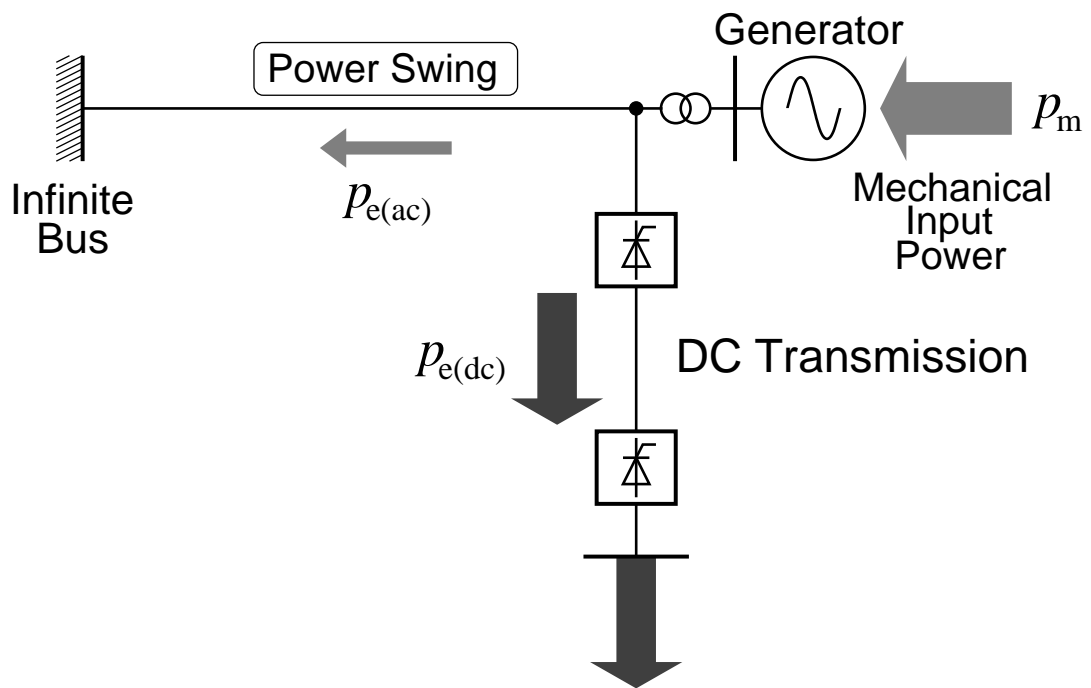 Generator
Power Swing
p_m
p_e(ac)
Infinite
Bus
Mechanical
Input
Power
p_e(dc)
DC Transmission